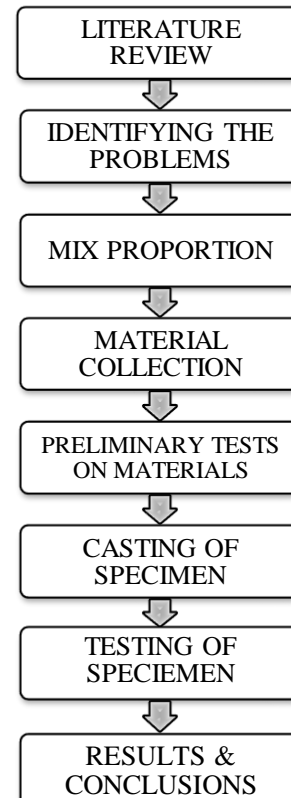 LITERATURE
REVIEW
IDENTIFYING THE
PROBLEMS
MIX PROPORTION
MATERIAL
COLLECTION
PRELIMINARY TESTS
ON MATERIALS
CASTING OF
SPECIMEN
TESTING OF
SPECIEMEN
RESULTS &
CONCLUSIONS